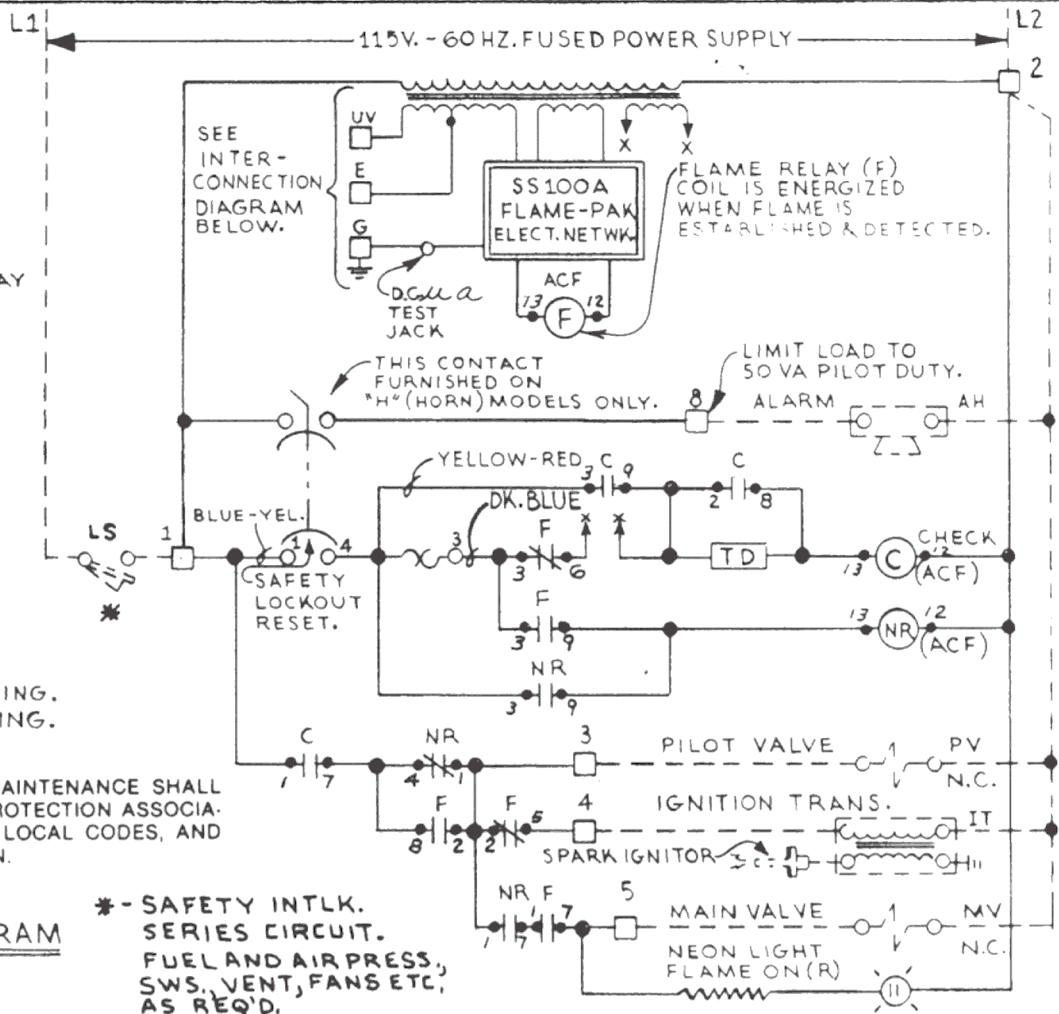 L1
L2
115V. - 60 HZ. FUSED POWER SUPPLY
2
SEE
INTER-
CONNECTION
DIAGRAM
BELOW.
UV
E
G
X
X
SS100A
FLAME-PAK
ELECT. NETWK.
FLAME RELAY (F)
COIL IS ENERGIZED
WHEN FLAME IS
ESTABLISHED & DETECTED.
AY
D.C. µa
TEST
JACK
ACF
13
F
12
THIS CONTACT
FURNISHED ON
"H" (HORN) MODELS ONLY.
LIMIT LOAD TO
50 VA PILOT DUTY.
8
ALARM
AH
YELLOW-RED
3
C
9
C
2
8
DK. BLUE
LS
1
BLUE-YEL.
1
4
3
F
3
6
X
X
TD
13
C
12
CHECK
(ACF)
*
SAFETY
LOCKOUT
RESET.
F
3
9
13
NR
12
(ACF)
NR
3
9
ING.
ING.
C
1
7
NR
4
1
3
PILOT VALVE
PV
N.C.
AINTENANCE SHALL
ROTECTION ASSOCIA-
LOCAL CODES, AND
N.
F
8
2
F
2
5
4
IGNITION TRANS.
IT
SPARK IGNITOR
NR
1
7
F
1
7
5
MAIN VALVE
MV
N.C.
NEON LIGHT
FLAME ON (R)
RAM
* - SAFETY INTLK.
SERIES CIRCUIT.
FUEL AND AIR PRESS.,
SWS., VENT, FANS ETC,
AS REQ'D.